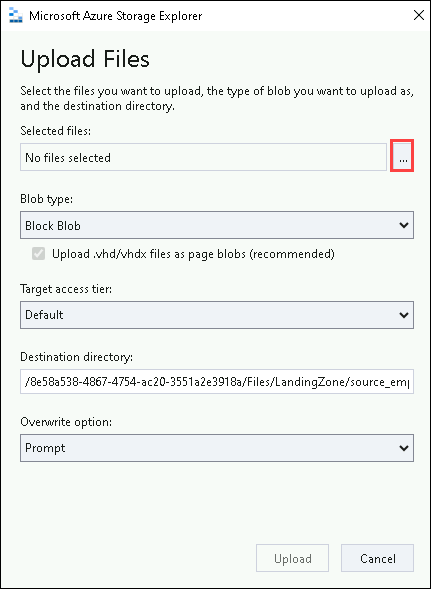 Microsoft Azure Storage Explorer
Upload Files
Select the files you want to upload, the type of blob you want to upload as,
and the destination directory.
Selected files:
No files selected
...
Blob type:
Block Blob
Upload .vhd/vhdx files as page blobs (recommended)
Target access tier:
Default
Destination directory:
/8e58a538-4867-4754-ac20-3551a2e3918a/Files/LandingZone/source_emp
Overwrite option:
Prompt
Upload
Cancel